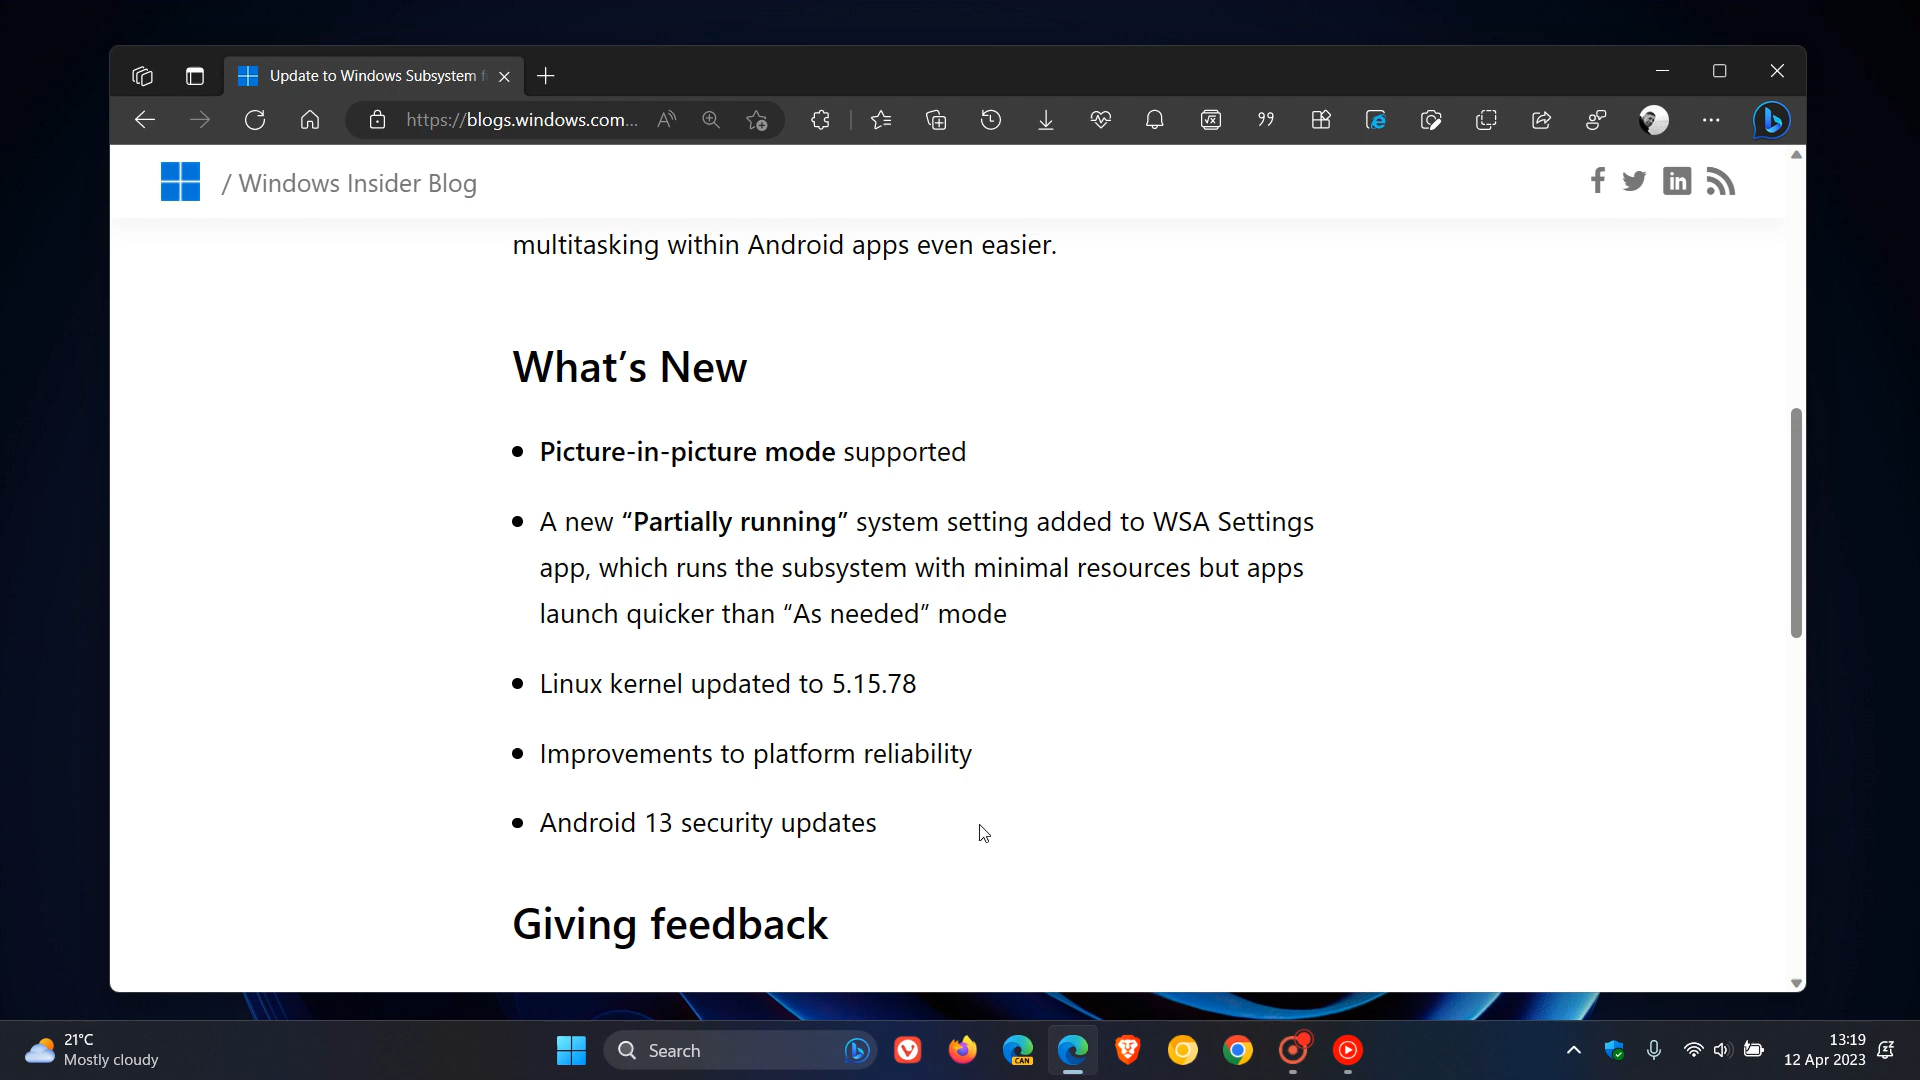 Update to Windows Subsystem f
https://blogs.windows.com...
/ Windows Insider Blog
multitasking within Android apps even easier.
What’s New
Picture-in-picture mode supported
A new “Partially running” system setting added to WSA Settings
app, which runs the subsystem with minimal resources but apps
launch quicker than “As needed” mode
Linux kernel updated to 5.15.78
Improvements to platform reliability
Android 13 security updates
Giving feedback
21°C
Mostly cloudy
Search
CAN
13:19
12 Apr 2023